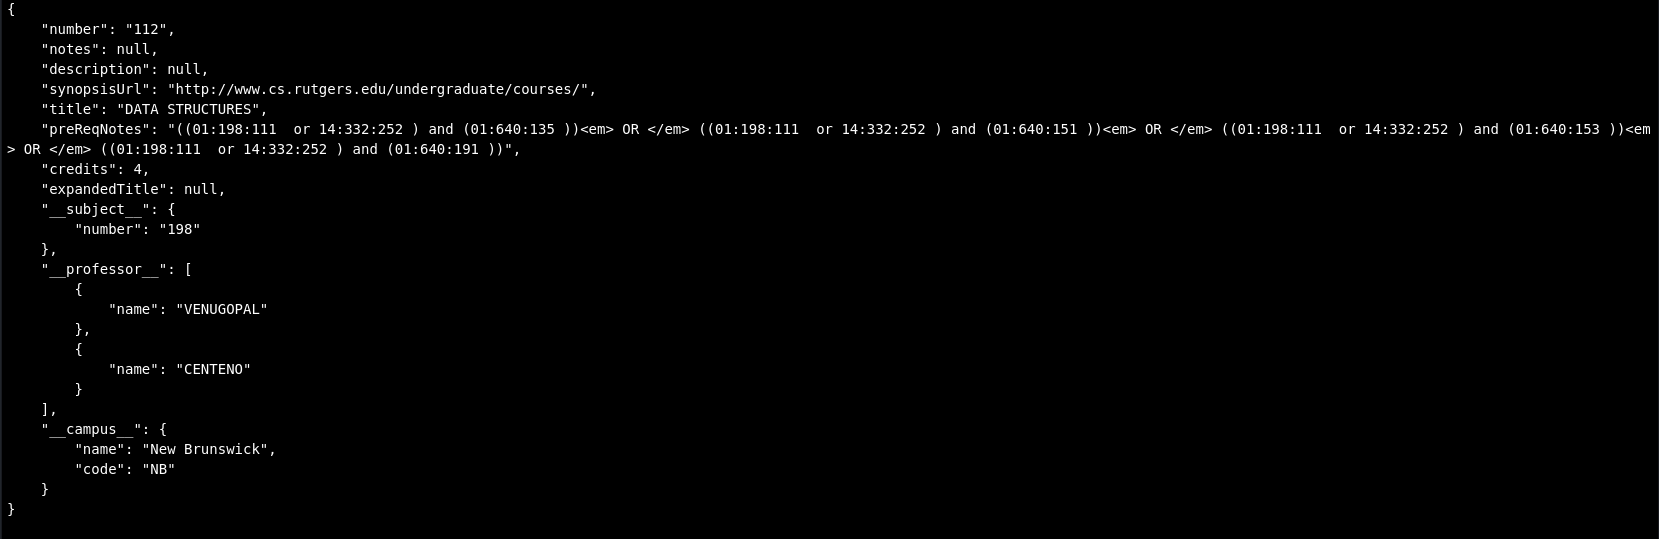 {
    "number": "112",
    "notes": null,
    "description": null,
    "synopsisUrl": "http://www.cs.rutgers.edu/undergraduate/courses/",
    "title": "DATA STRUCTURES",
    "preReqNotes": "((01:198:111  or 14:332:252 ) and (01:640:135 ))<em> OR </em> ((01:198:111  or 14:332:252 ) and (01:640:151 ))<em> OR </em> ((01:198:111  or 14:332:252 ) and (01:640:153 ))<em
> OR </em> ((01:198:111  or 14:332:252 ) and (01:640:191 ))",
    "credits": 4,
    "expandedTitle": null,
    "__subject__": {
        "number": "198"
    },
    "__professor__": [
        {
            "name": "VENUGOPAL"
        },
        {
            "name": "CENTENO"
        }
    ],
    "__campus__": {
        "name": "New Brunswick",
        "code": "NB"
    }
}